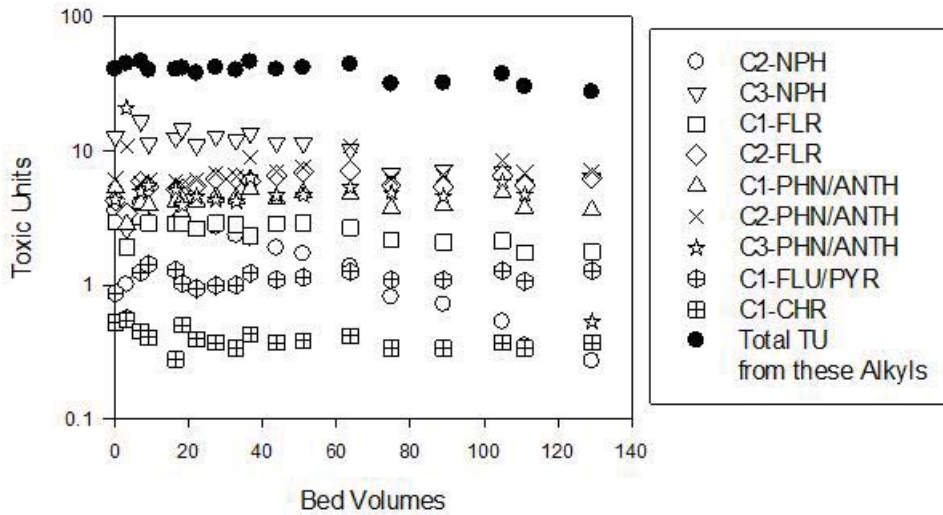 100
10
1
0.1
Toxic Units
0 20 40 60 80 100 120 140
Bed Volumes
C2-NPH
C3-NPH
C1-FLR
C2-FLR
C1-PHN/ANTH
C2-PHN/ANTH
C3-PHN/ANTH
C1-FLU/PYR
C1-CHR
Total TU
from these Alkyls